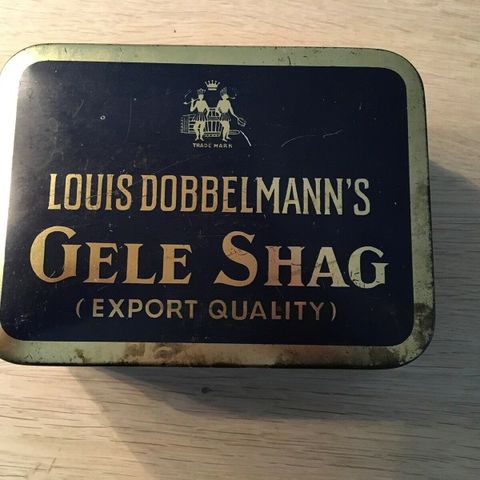 TRADE MARK
LOUIS DOBBELMANN'S
GELE SHAG
(EXPORT QUALITY)